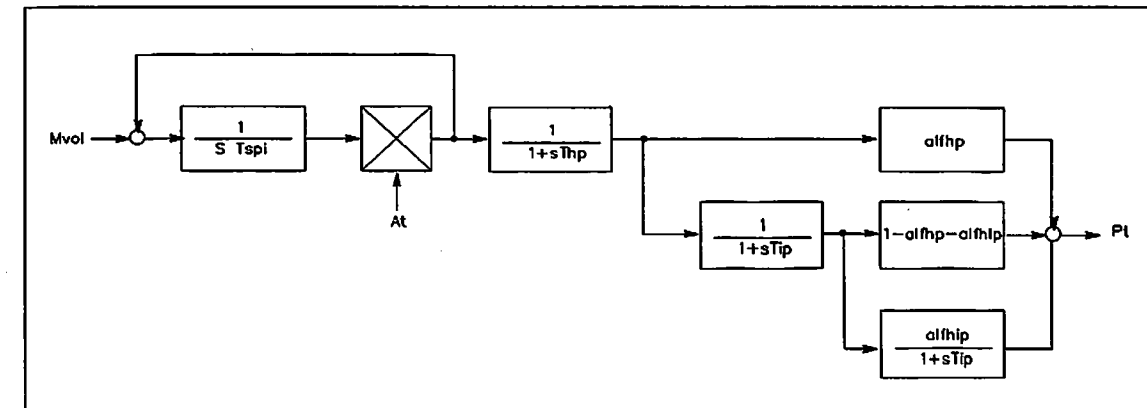 Mvol
1
S Tspi
At
1
1+sThp
alfhp
1
1+sTip
1-alfhp-alfhip
Pt
alfhip
1+sTip